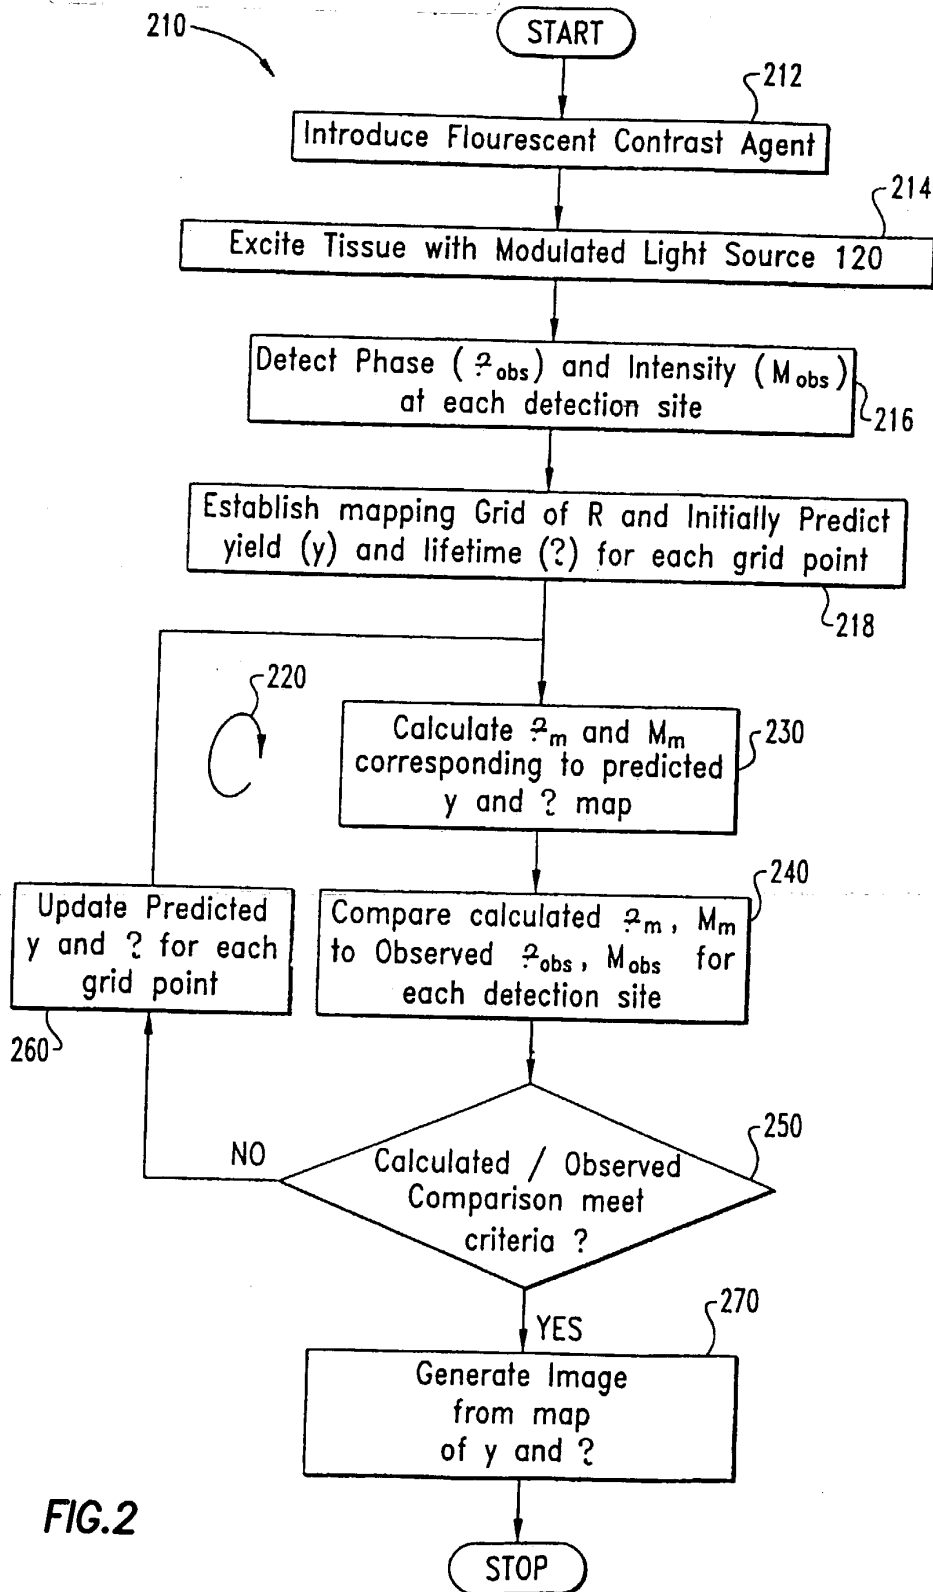 210
START
212
Introduce Flourescent Contrast Agent
214
Excite Tissue with Modulated Light Source 120
Detect Phase (?obs) and Intensity (Mobs)
at each detection site
216
Establish mapping Grid of R and Initially Predict
yield (y) and lifetime (?) for each grid point
218
220
Calculate ?m and Mm
corresponding to predicted
y and ? map
230
240
Compare calculated ?m, Mm
to Observed ?obs, Mobs for
each detection site
Update Predicted
y and ? for each
grid point
260
250
NO
Calculated / Observed
Comparison meet
criteria ?
YES
270
Generate Image
from map
of y and ?
FIG.2
STOP